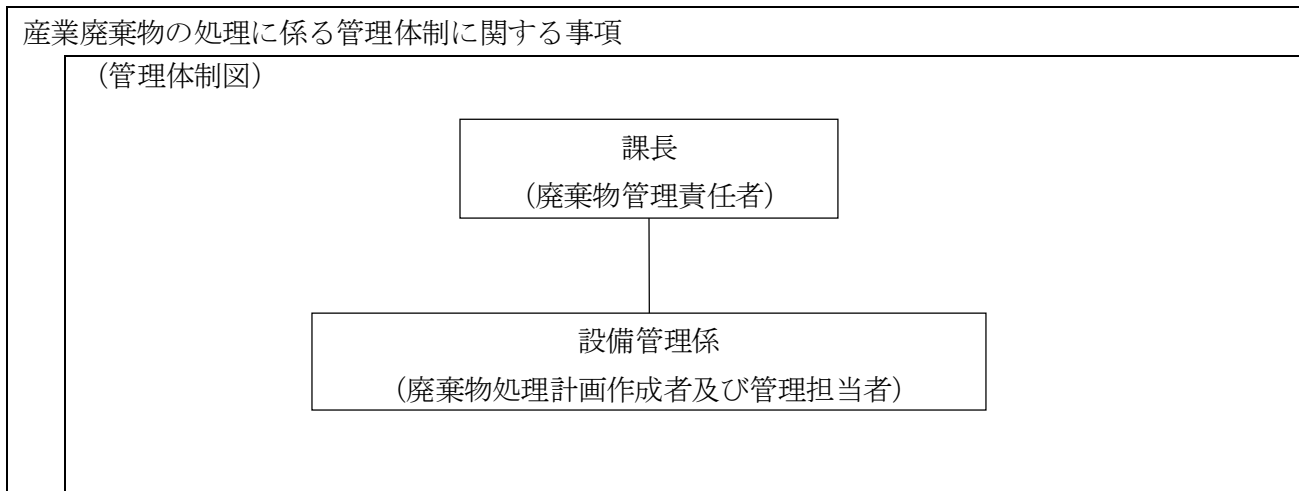 産業廃棄物の処理に係る管理体制に関する事項
（管理体制図）
課長
（廃棄物管理責任者）
設備管理係
（廃棄物処理計画作成者及び管理担当者）